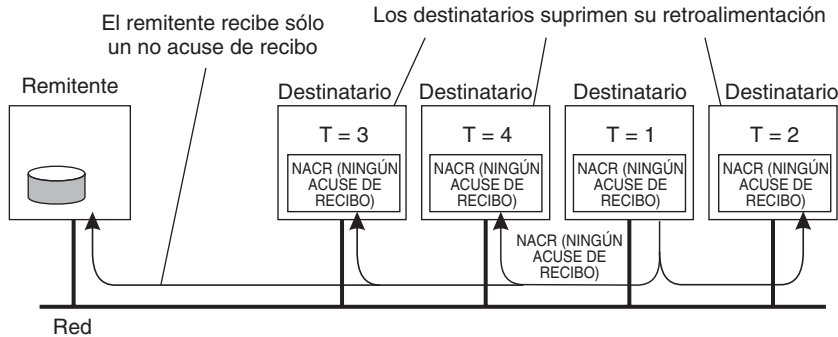 El remitente recibe sólo
un no acuse de recibo
Los destinatarios suprimen su retroalimentación
Remitente
Destinatario
Destinatario
Destinatario
Destinatario
T = 3
T = 4
T = 1
T = 2
NACR (NINGÚN
ACUSE DE
RECIBO)
NACR (NINGÚN
ACUSE DE
RECIBO)
NACR (NINGÚN
ACUSE DE
RECIBO)
NACR (NINGÚN
ACUSE DE
RECIBO)
NACR (NINGÚN
ACUSE DE
RECIBO)
Red